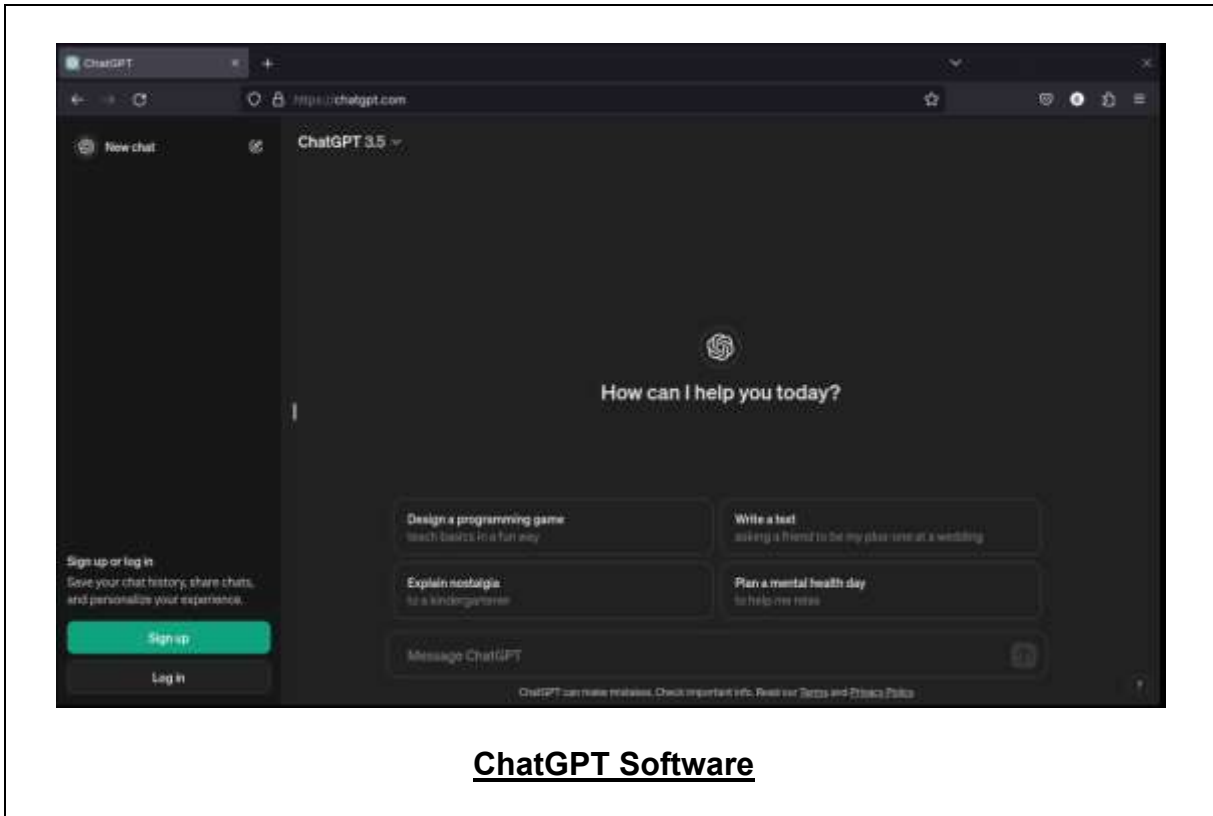 ChatGPT
https://chatgpt.com
New chat
ChatGPT 3.5
How can I help you today?
Design a programming game
teach basics in a fun way
Write a text
asking a friend to be my plus-one at a wedding
Explain nostalgia
to a kindergartener
Plan a mental health day
to help me relax
Sign up or log in
Save your chat history, share chats,
and personalize your experience.
Sign up
Log in
Message ChatGPT
ChatGPT can make mistakes. Check important info. Read our Terms and Privacy Policy
?
ChatGPT Software